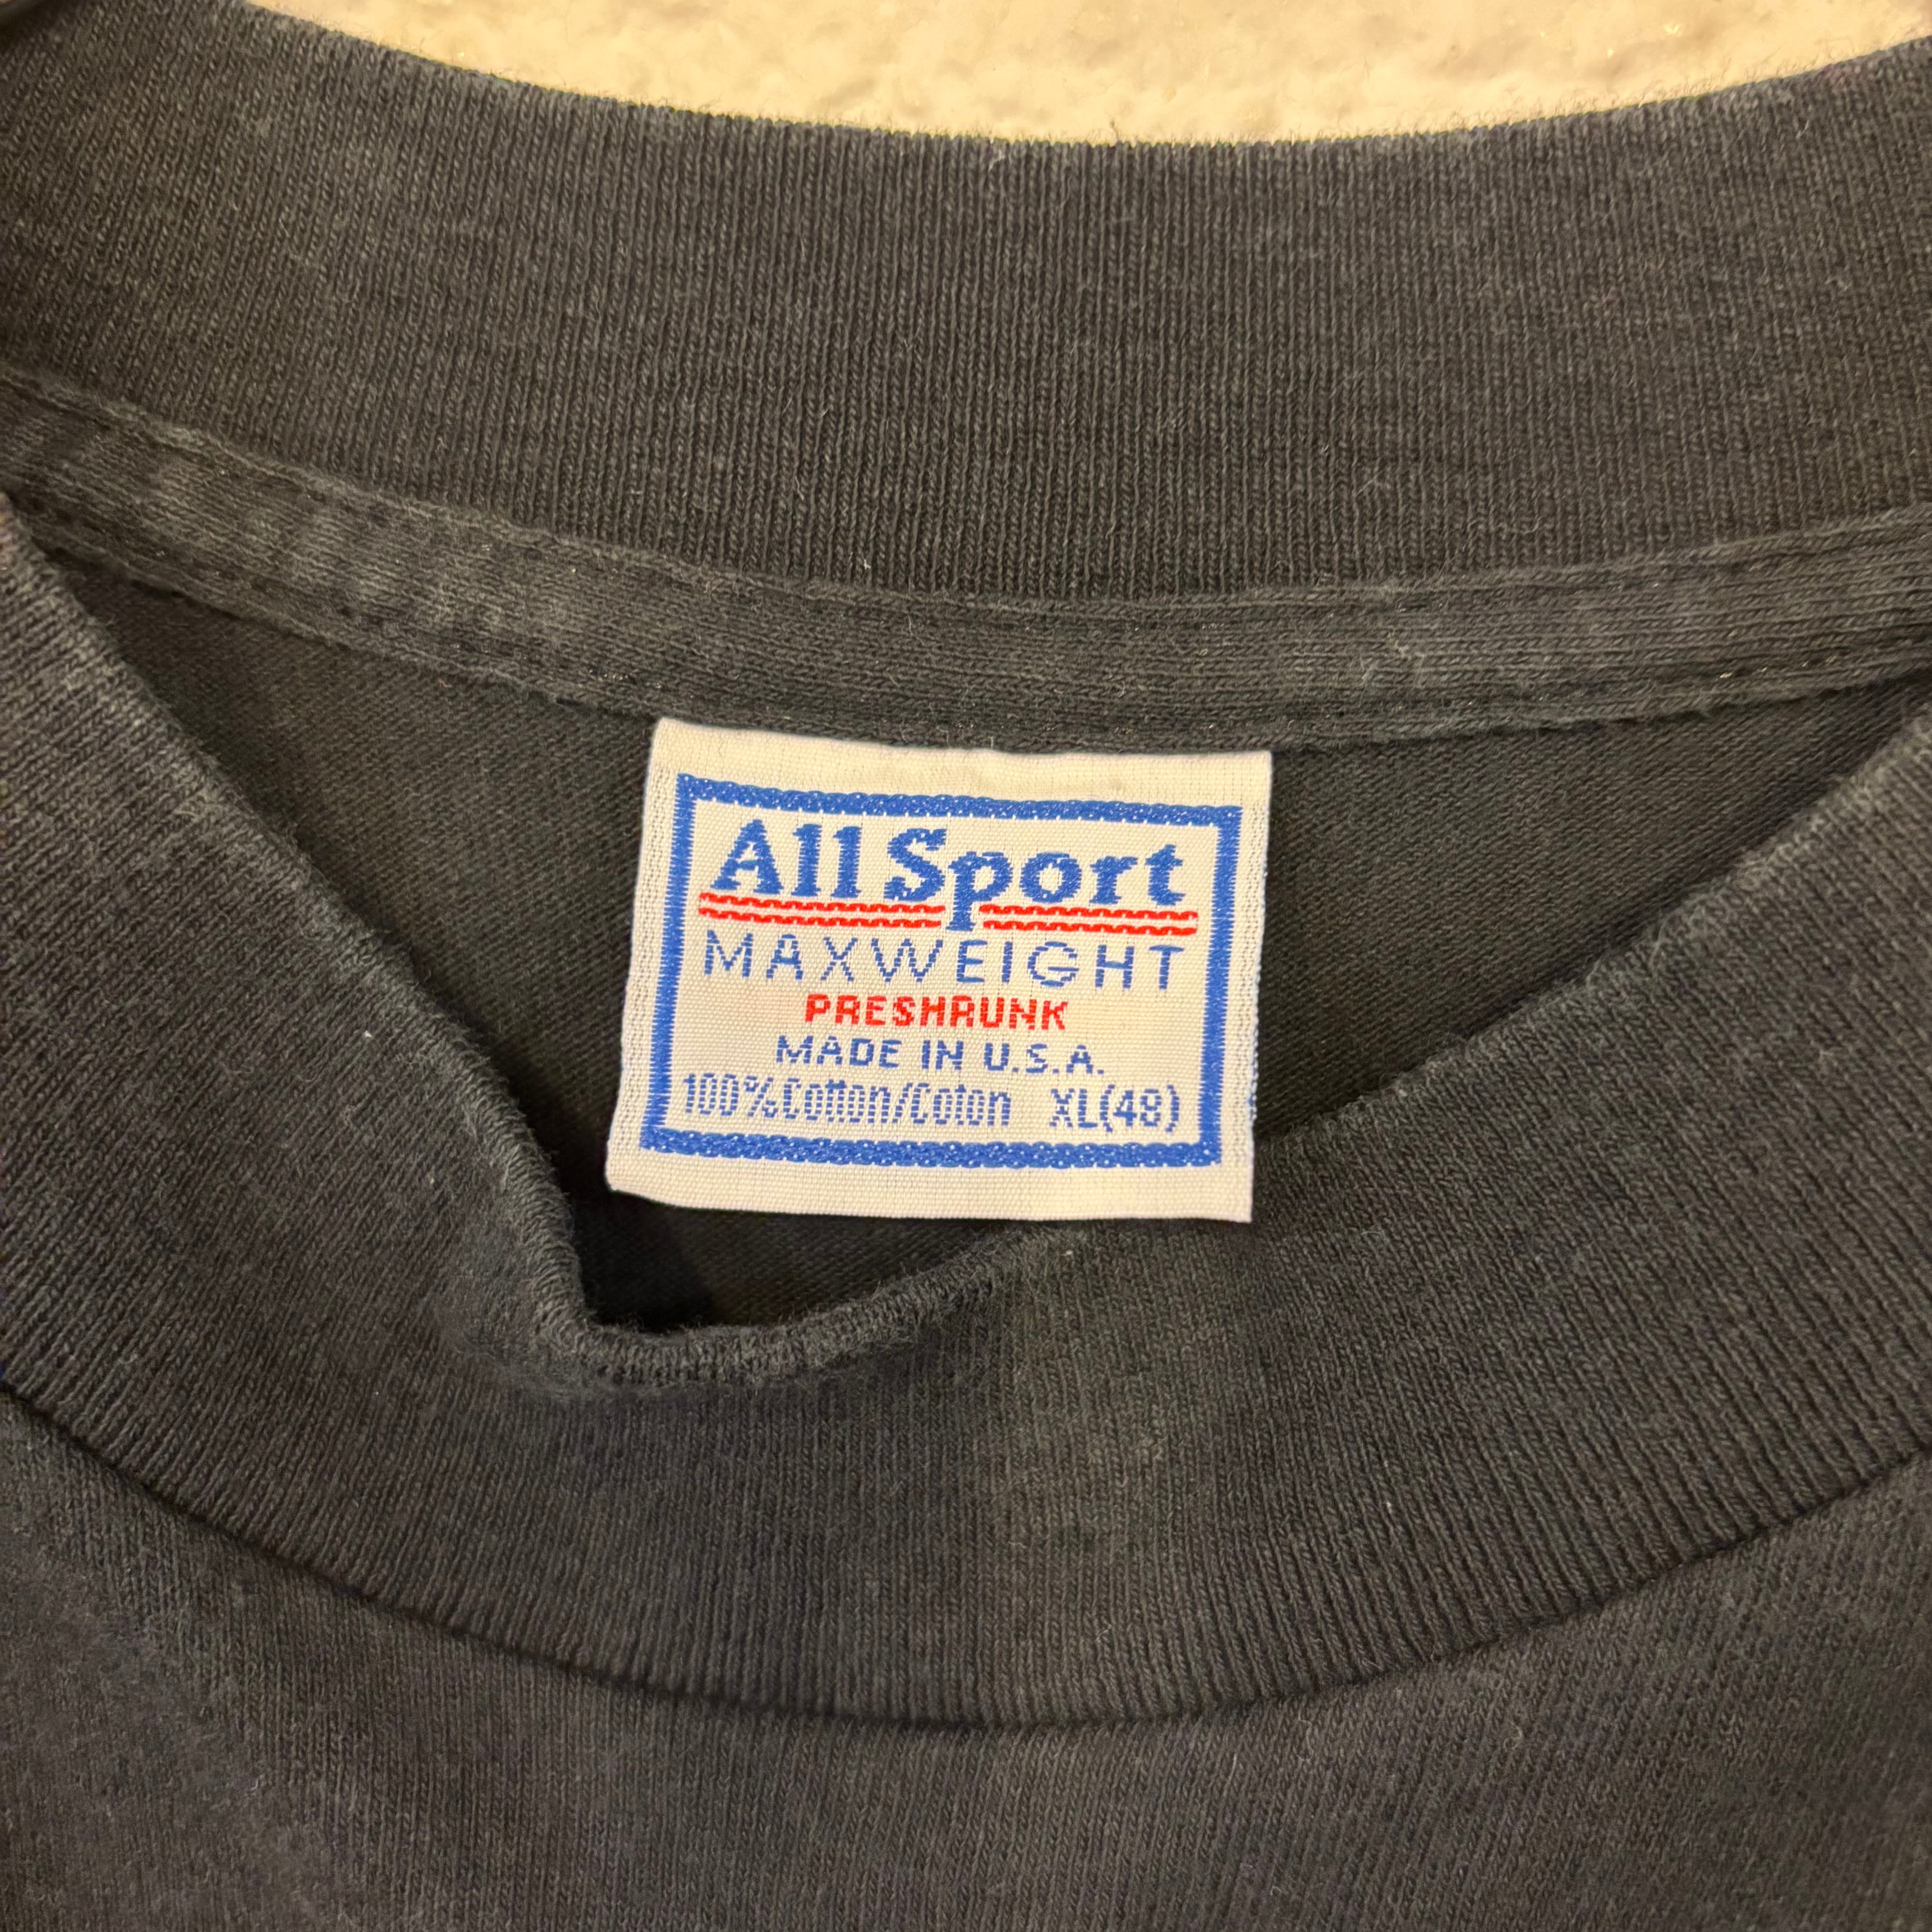 All Sport
MAXWEIGHT
PRESHRUNK
MADE IN U.S.A.
100% Cotton/Coton XL(48)